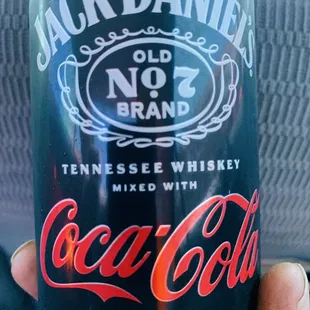 JACK DANIEL'S
OLD
Nº7
BRAND
TENNESSEE WHISKEY
MIXED WITH
Coca-Cola